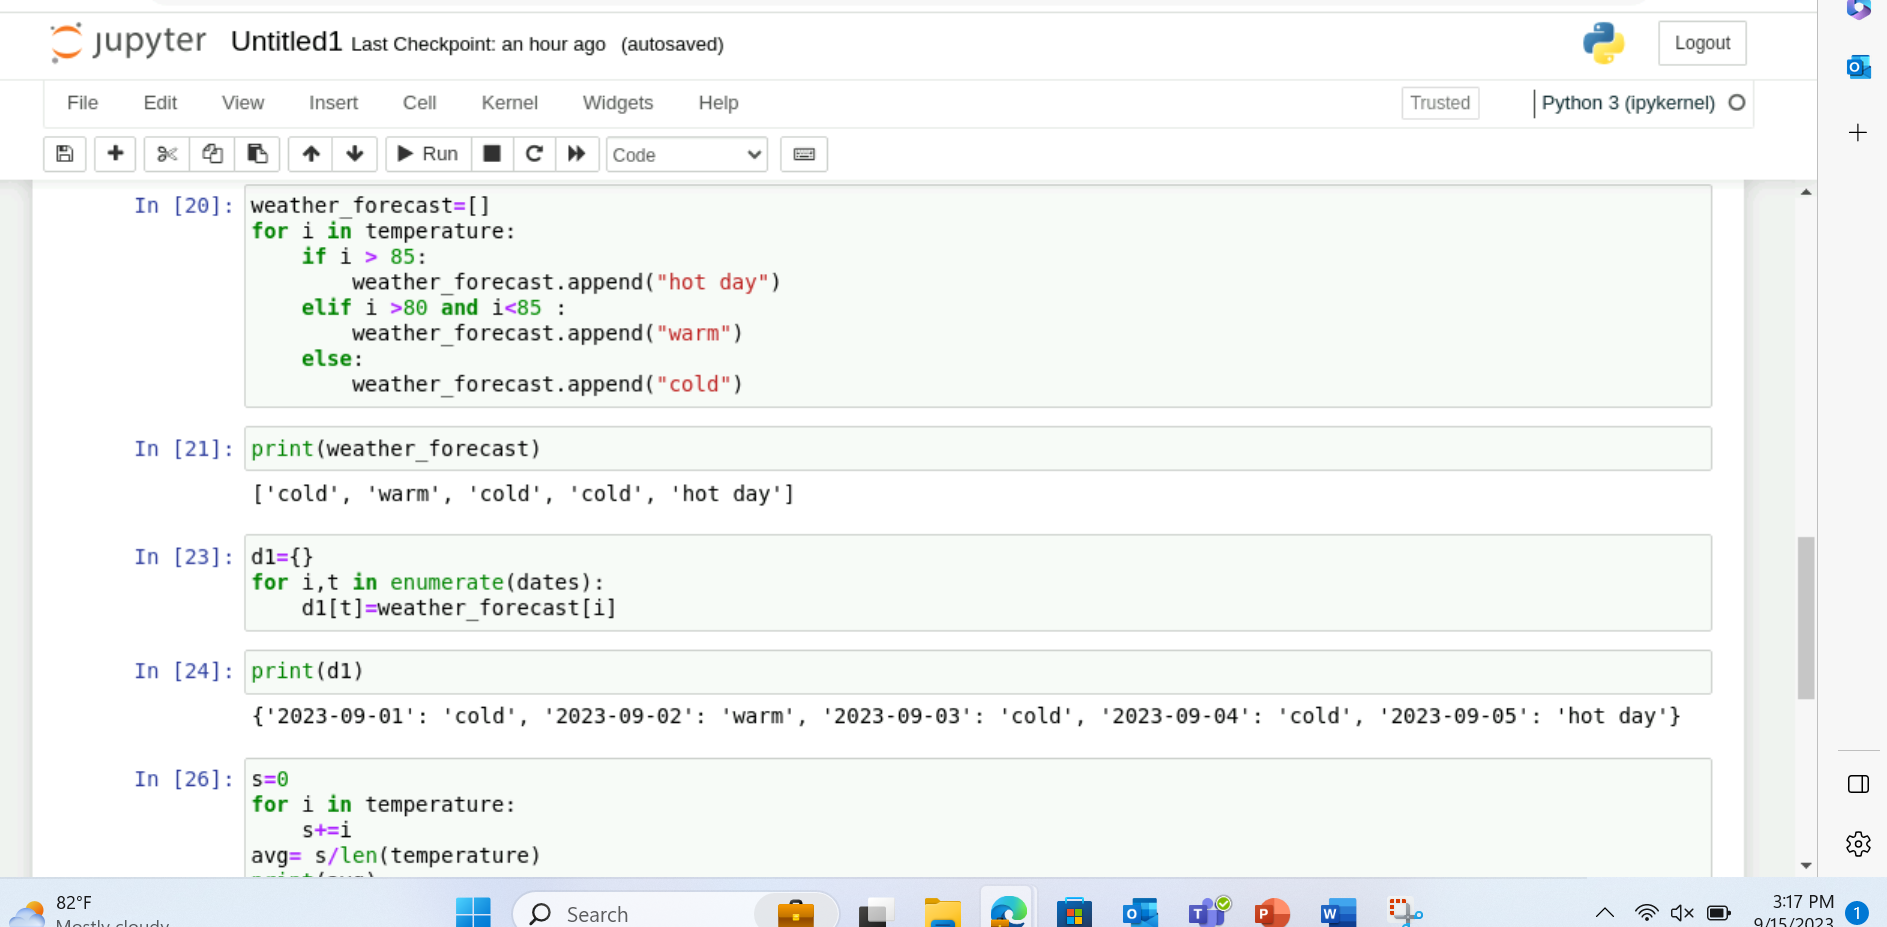 jupyter Untitled1 Last Checkpoint: an hour ago (autosaved) Logout
File Edit View Insert Cell Kernel Widgets Help Trusted Python 3 (ipykernel)
Run Code
In [20]: weather_forecast=[]
for i in temperature:
    if i > 85:
        weather_forecast.append("hot day")
    elif i >80 and i<85 :
        weather_forecast.append("warm")
    else:
        weather_forecast.append("cold")
In [21]: print(weather_forecast)
['cold', 'warm', 'cold', 'cold', 'hot day']
In [23]: d1={}
for i,t in enumerate(dates):
    d1[t]=weather_forecast[i]
In [24]: print(d1)
{'2023-09-01': 'cold', '2023-09-02': 'warm', '2023-09-03': 'cold', '2023-09-04': 'cold', '2023-09-05': 'hot day'}
In [26]: s=0
for i in temperature:
    s+=i
avg= s/len(temperature)
print(avg)
82°F
Mostly cloudy
Search
3:17 PM
9/15/2023
1